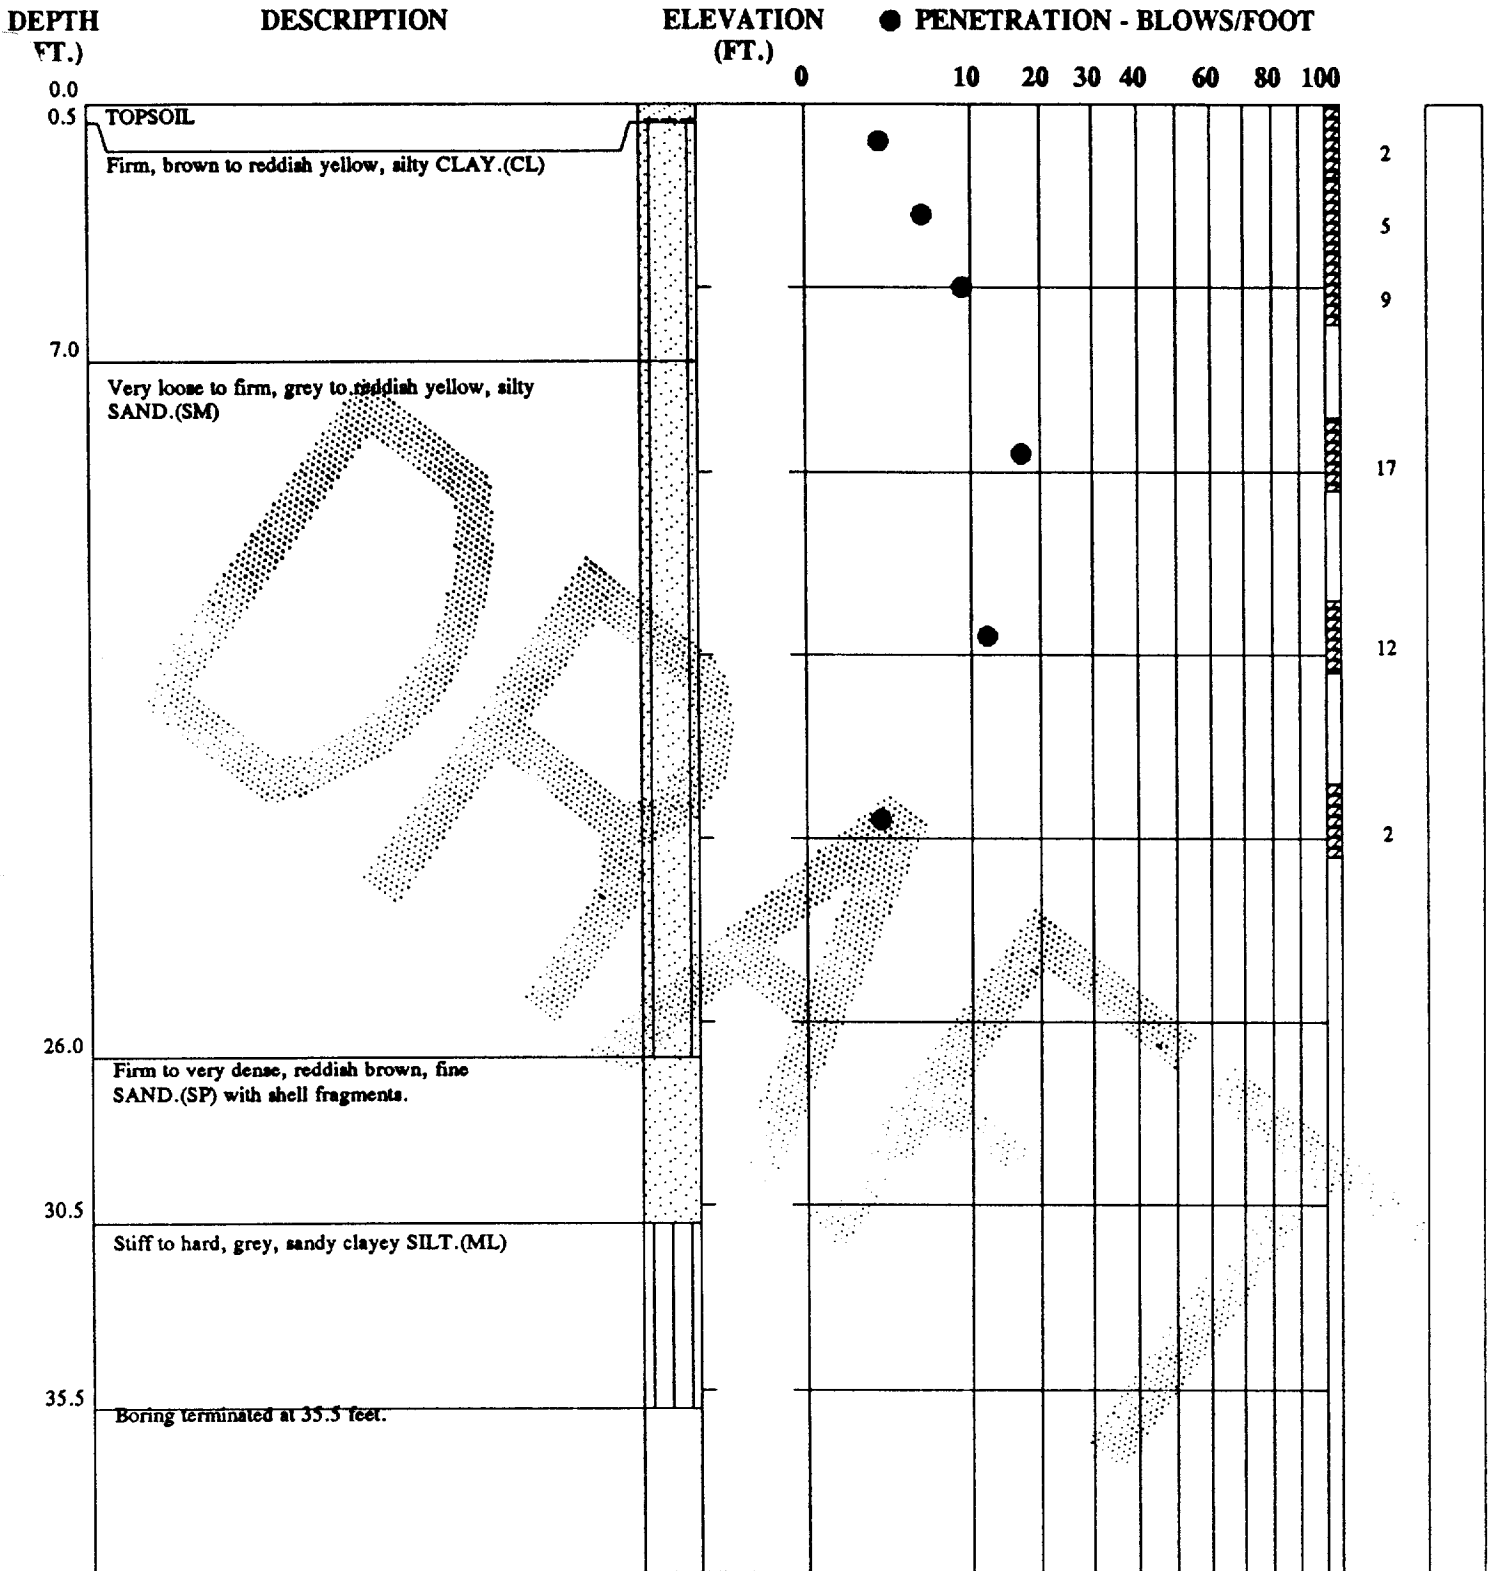 DEPTH DESCRIPTION ELEVATION ● PENETRATION - BLOWS/FOOT
FT.) (FT.)
0 10 20 30 40 60 80 100
0.0
0.5 TOPSOIL
Firm, brown to reddish yellow, silty CLAY.(CL)
2
5
9
7.0
Very loose to firm, grey to reddish yellow, silty
SAND.(SM)
17
12
2
DRAFT
26.0
Firm to very dense, reddish brown, fine
SAND.(SP) with shell fragments.
30.5
Stiff to hard, grey, sandy clayey SILT.(ML)
35.5
Boring terminated at 35.5 feet.